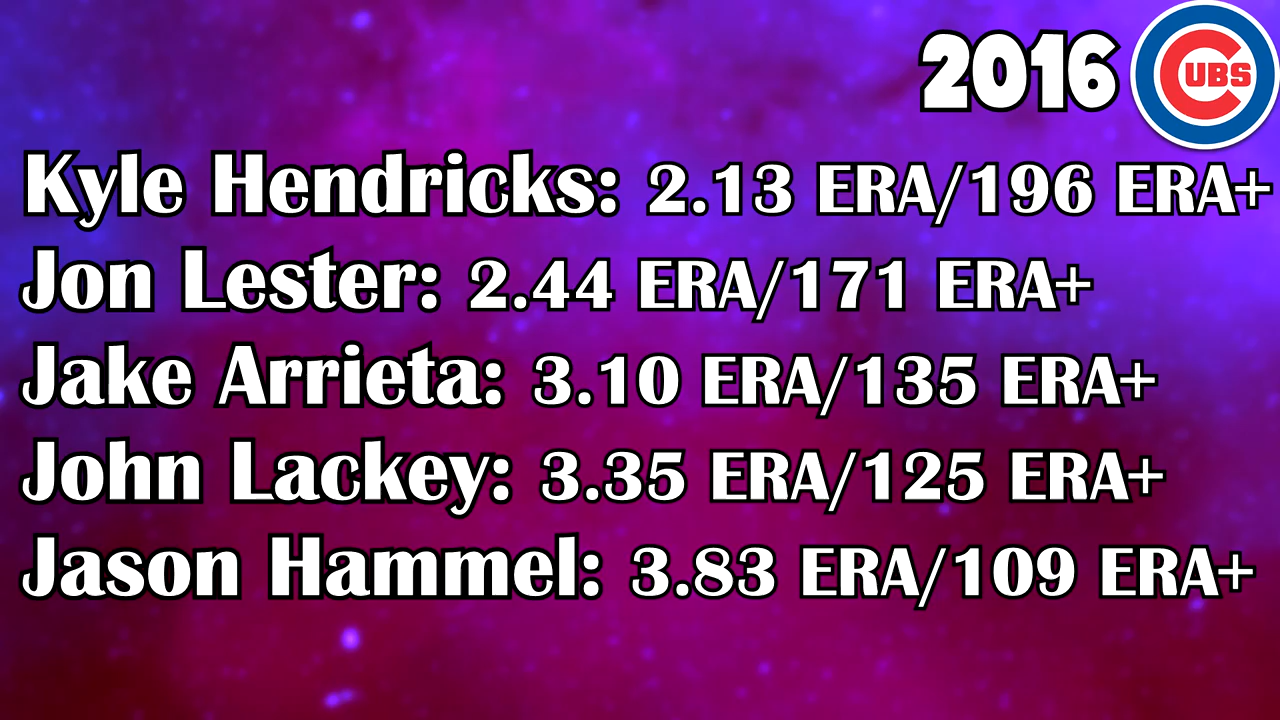 2016 CUBS
Kyle Hendricks: 2.13 ERA/196 ERA+
Jon Lester: 2.44 ERA/171 ERA+
Jake Arrieta: 3.10 ERA/135 ERA+
John Lackey: 3.35 ERA/125 ERA+
Jason Hammel: 3.83 ERA/109 ERA+